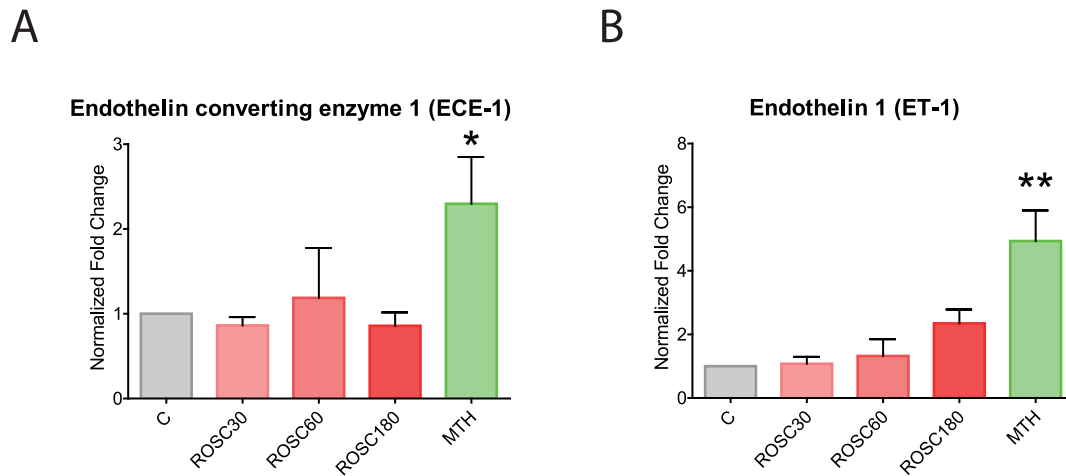 A
Endothelin converting enzyme 1 (ECE-1)
Normalized Fold Change
3
2
1
0
*
C
ROSC30
ROSC60
ROSC180
MTH
B
Endothelin 1 (ET-1)
Normalized Fold Change
8
6
4
2
0
**
C
ROSC30
ROSC60
ROSC180
MTH